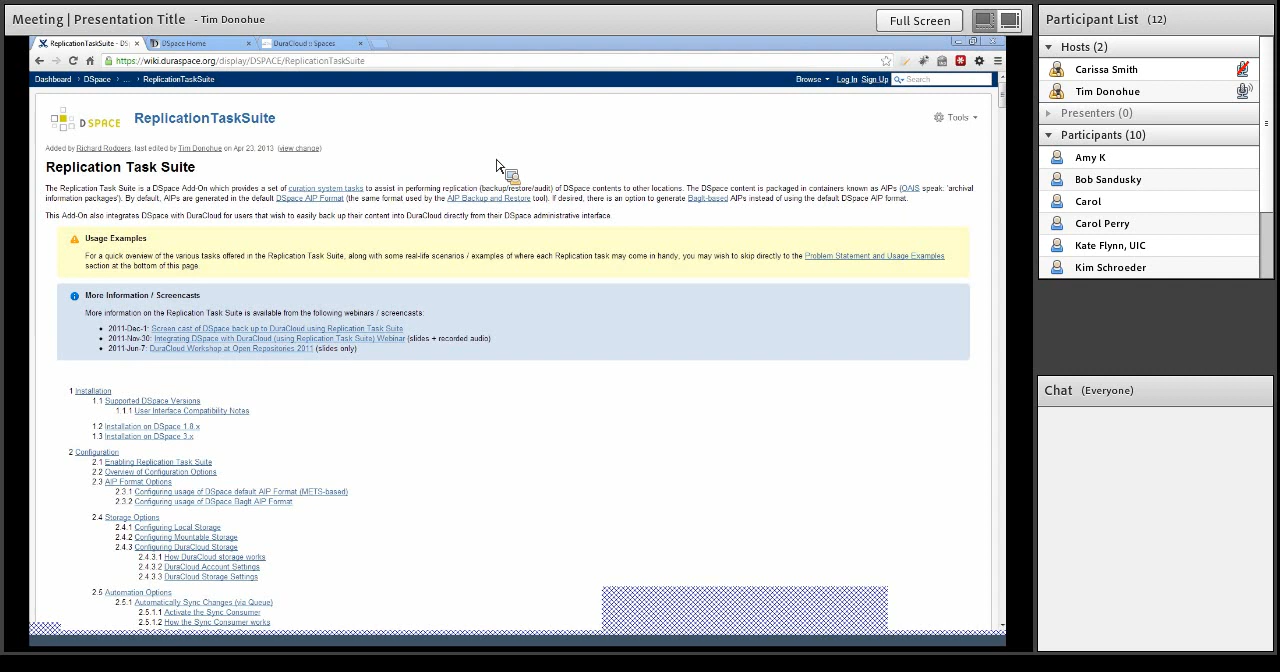 Meeting | Presentation Title - Tim Donohue
Full Screen
ReplicationTaskSuite - DS
DSpace Home
DuraCloud :: Spaces
https://wiki.duraspace.org/display/DSPACE/ReplicationTaskSuite
Dashboard > DSpace > ... > ReplicationTaskSuite
Browse Log In Sign Up Search
DSPACE
ReplicationTaskSuite
Tools
Added by Richard Rodgers, last edited by Tim Donohue on Apr 23, 2013 (view change)
Replication Task Suite
The Replication Task Suite is a DSpace Add-On which provides a set of curation system tasks to assist in performing replication (backup/restore/audit) of DSpace contents to other locations. The DSpace content is packaged in containers known as AIPs (OAIS speak: 'archival
information packages'). By default, AIPs are generated in the default DSpace AIP Format (the same format used by the AIP Backup and Restore tool). If desired, there is an option to generate BagIt-based AIPs instead of using the default DSpace AIP format.
This Add-On also integrates DSpace with DuraCloud for users that wish to easily back up their content into DuraCloud directly from their DSpace administrative interface.
Usage Examples
For a quick overview of the various tasks offered in the Replication Task Suite, along with some real-life scenarios / examples of where each Replication task may come in handy, you may wish to skip directly to the Problem Statement and Usage Examples
section at the bottom of this page.
More Information / Screencasts
More information on the Replication Task Suite is available from the following webinars / screencasts:
• 2011-Dec-1: Screen cast of DSpace back up to DuraCloud using Replication Task Suite
• 2011-Nov-30: Integrating DSpace with DuraCloud (using Replication Task Suite) Webinar (slides + recorded audio)
• 2011-Jun-7: DuraCloud Workshop at Open Repositories 2011 (slides only)
1 Installation
1.1 Supported DSpace Versions
1.1.1 User Interface Compatibility Notes
1.2 Installation on DSpace 1.8.x
1.3 Installation on DSpace 3.x
2 Configuration
2.1 Enabling Replication Task Suite
2.2 Overview of Configuration Options
2.3 AIP Format Options
2.3.1 Configuring usage of DSpace default AIP Format (METS-based)
2.3.2 Configuring usage of DSpace BagIt AIP Format
2.4 Storage Options
2.4.1 Configuring Local Storage
2.4.2 Configuring Mountable Storage
2.4.3 Configuring DuraCloud Storage
2.4.3.1 How DuraCloud storage works
2.4.3.2 DuraCloud Account Settings
2.4.3.3 DuraCloud Storage Settings
2.5 Automation Options
2.5.1 Automatically Sync Changes (via Queue)
2.5.1.1 Activate the Sync Consumer
2.5.1.2 How the Sync Consumer works
Participant List (12)
Hosts (2)
Carissa Smith
Tim Donohue
Presenters (0)
Participants (10)
Amy K
Bob Sandusky
Carol
Carol Perry
Kate Flynn, UIC
Kim Schroeder
Chat (Everyone)